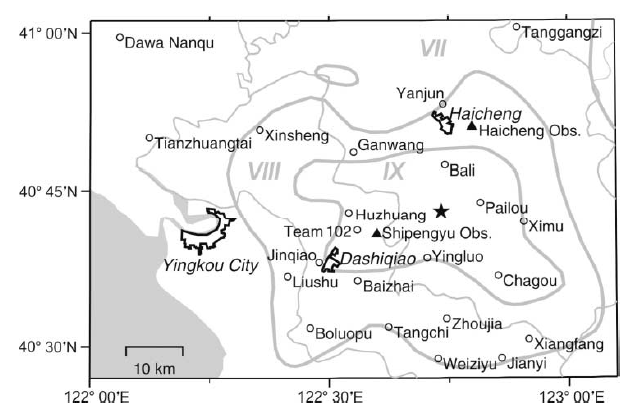 41° 00'
Tanggangzi
Dawa Nanqu
VII
Yanjun
Haicheng
Haicheng Obs.
Xinsheng
Tianzhuangtai
Ganwang
VIII
IX
Bali
40° 45'
Pailou
Huzhuang
Ximu
Team 102
Shipengyu Obs.
Jinqiao
Dashiqiao
Yingluo
Yingkou City
Liushu
Baizhai
Chagou
Zhoujia
Boluopu
Tangchi
Xiangfang
40° 30'
10 km
Weiziyu
Jianyi
122° 00' E
122° 30' E
123° 00' E